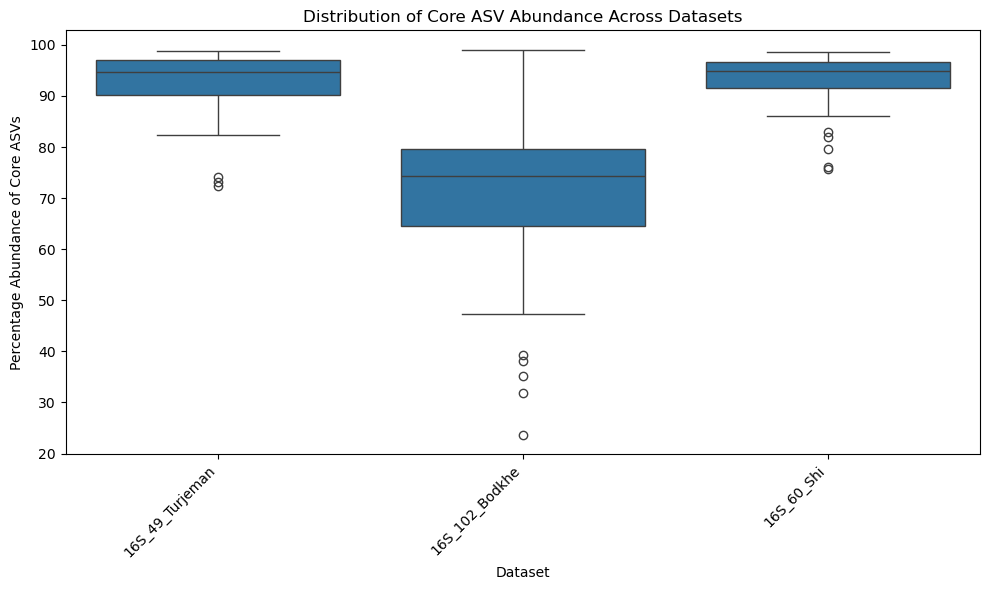 Distribution of Core ASV Abundance Across Datasets
Percentage Abundance of Core ASVs
100
90
80
70
60
50
40
30
20
16S_49_Turjeman
16S_102_Bodkhe
16S_60_Shi
Dataset